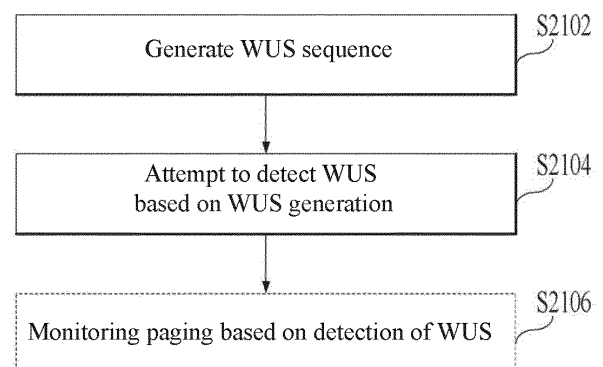 S2102
Generate WUS sequence
S2104
Attempt to detect WUS
based on WUS generation
S2106
Monitoring paging based on detection of WUS